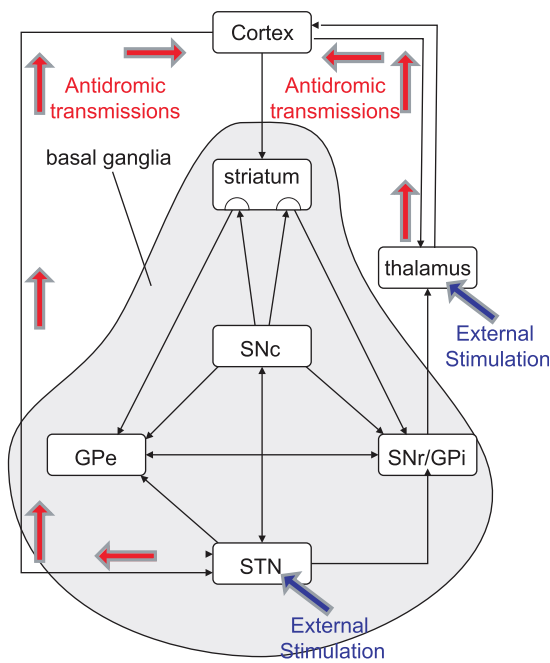 Cortex
Antidromic
transmissions
Antidromic
transmissions
basal ganglia
striatum
thalamus
External
Stimulation
SNc
GPe
SNr/GPi
STN
External
Stimulation